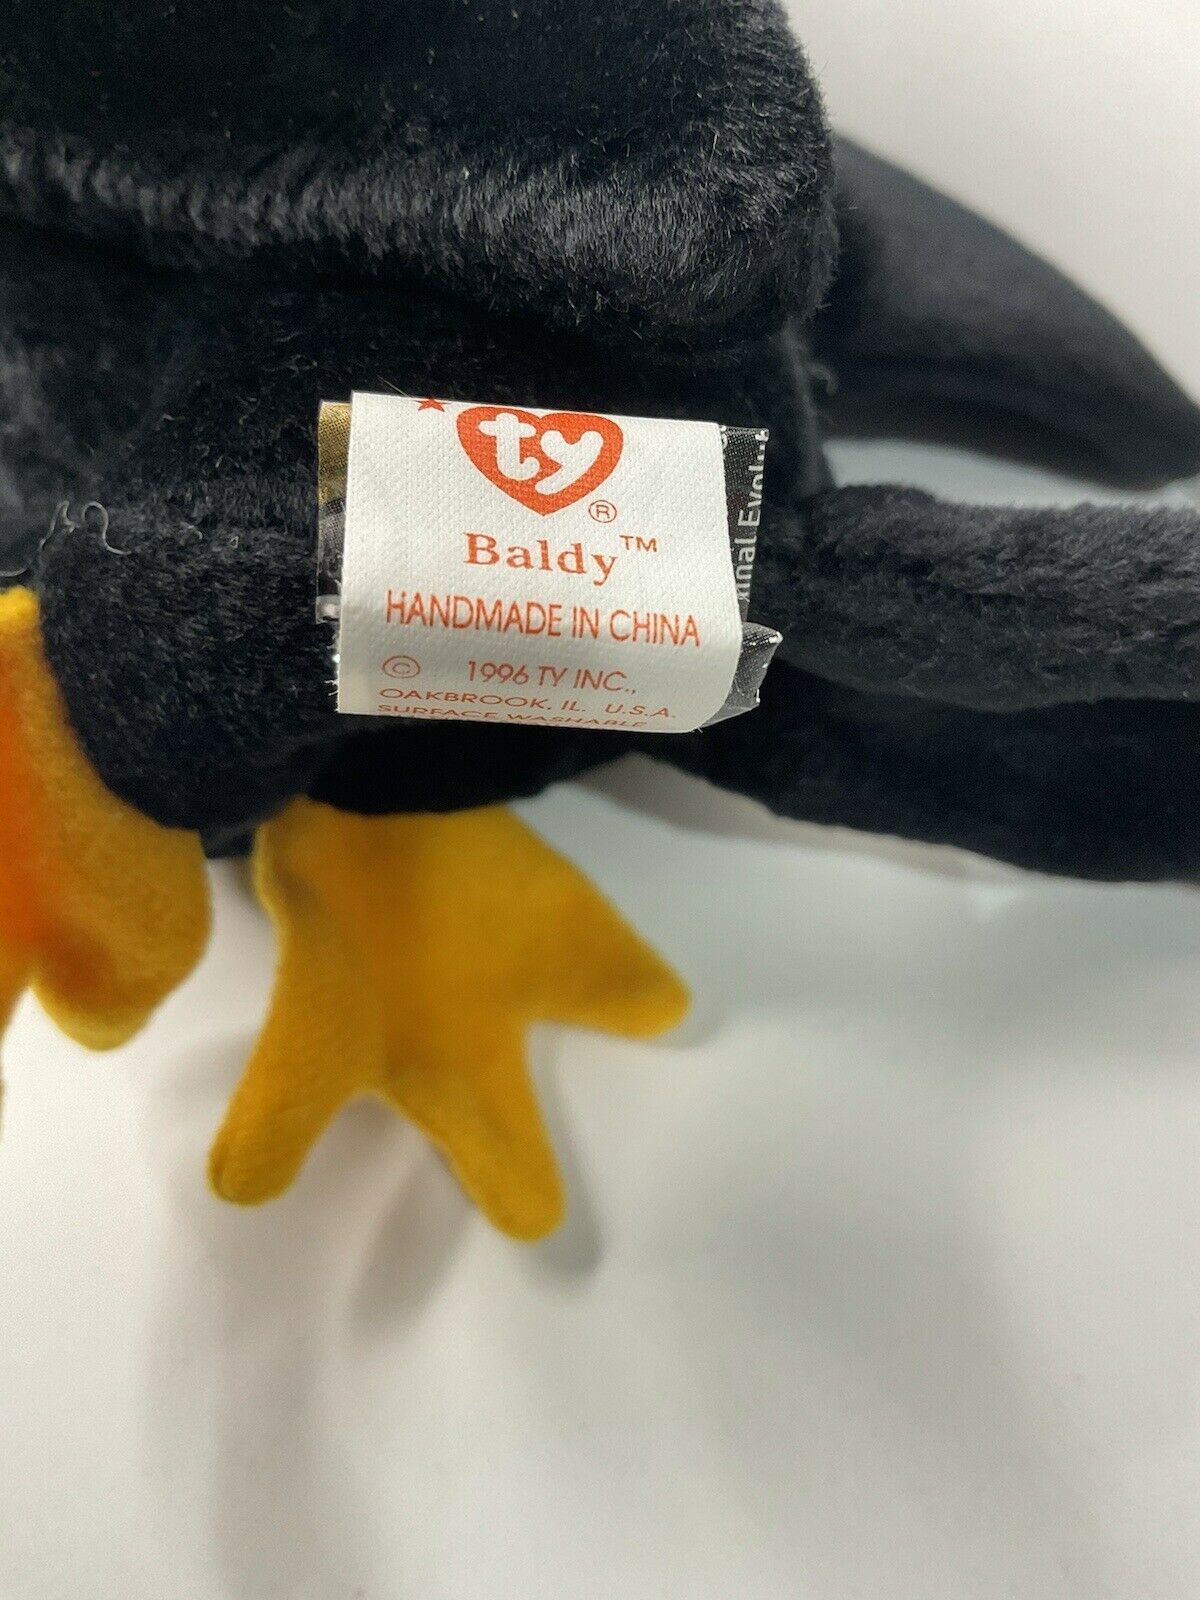 ty
®
Baldy™
HANDMADE IN CHINA
© 1996 TY INC.,
OAKBROOK, IL. U.S.A.
SURFACE WASHABLE